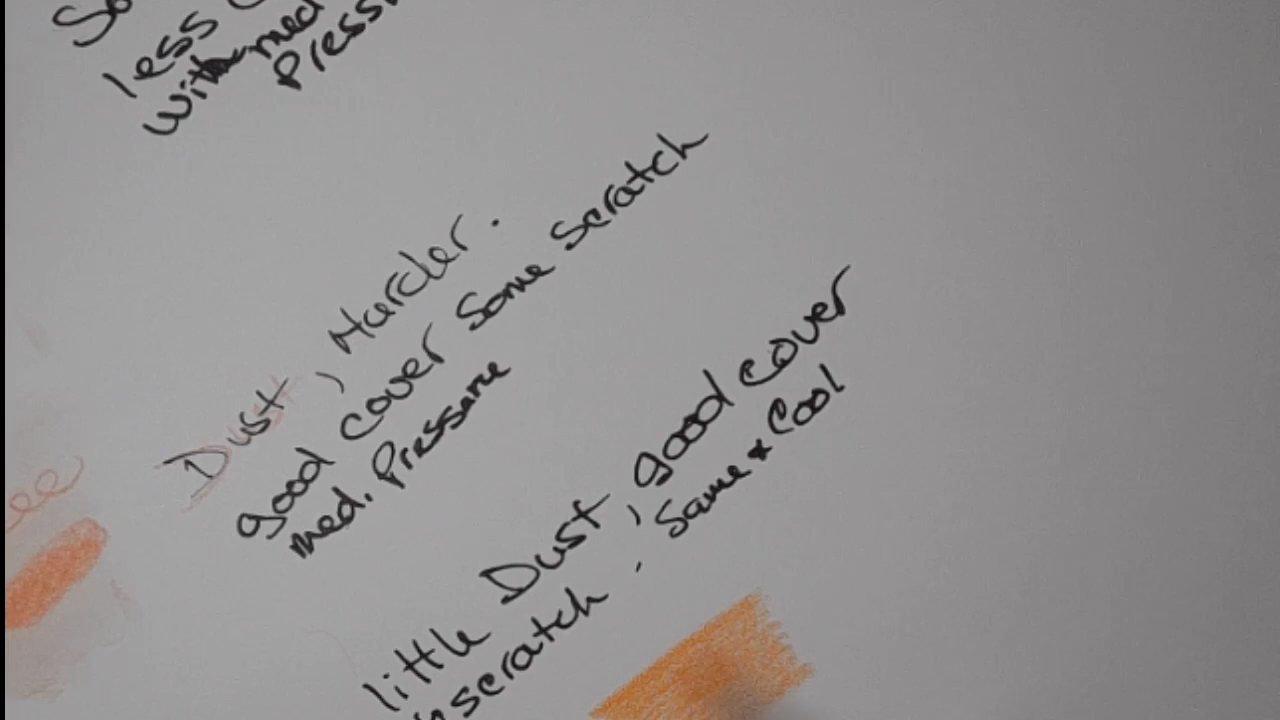 less
with med
Press
Dust, Harder.
good cover some scratch
med. Pressure
little Dust, good cover
scratch. Same * Cool